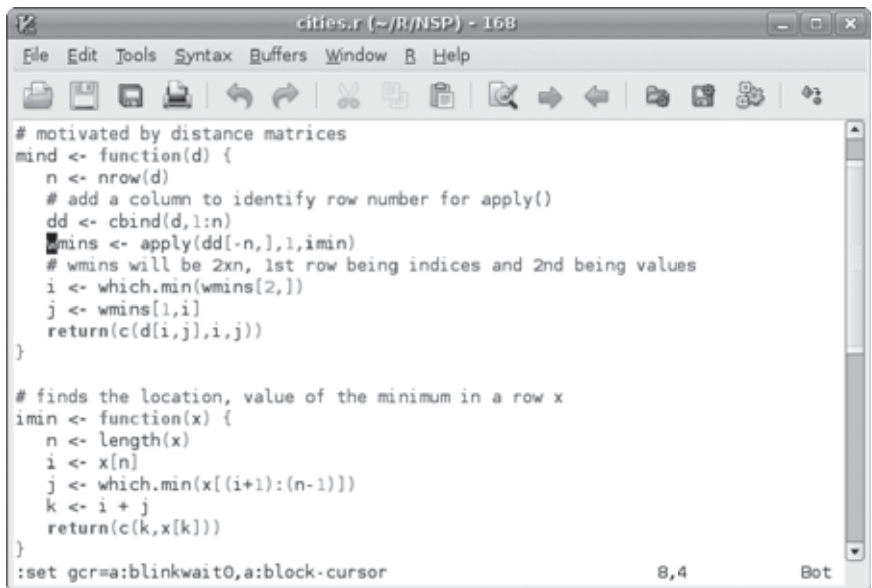 cities.r (~/R/NSP) - 168
File Edit Tools Syntax Buffers Window R Help
# motivated by distance matrices
mind <- function(d) {
   n <- nrow(d)
   # add a column to identify row number for apply()
   dd <- cbind(d,1:n)
   wmins <- apply(dd[-n,],1,imin)
   # wmins will be 2xn, 1st row being indices and 2nd being values
   i <- which.min(wmins[2,])
   j <- wmins[1,i]
   return(c(d[i,j],i,j))
}
# finds the location, value of the minimum in a row x
imin <- function(x) {
   n <- length(x)
   i <- x[n]
   j <- which.min(x[(i+1):(n-1)])
   k <- i + j
   return(c(k,x[k]))
}
:set gcr=a:blinkwait0,a:block-cursor 8,4 Bot